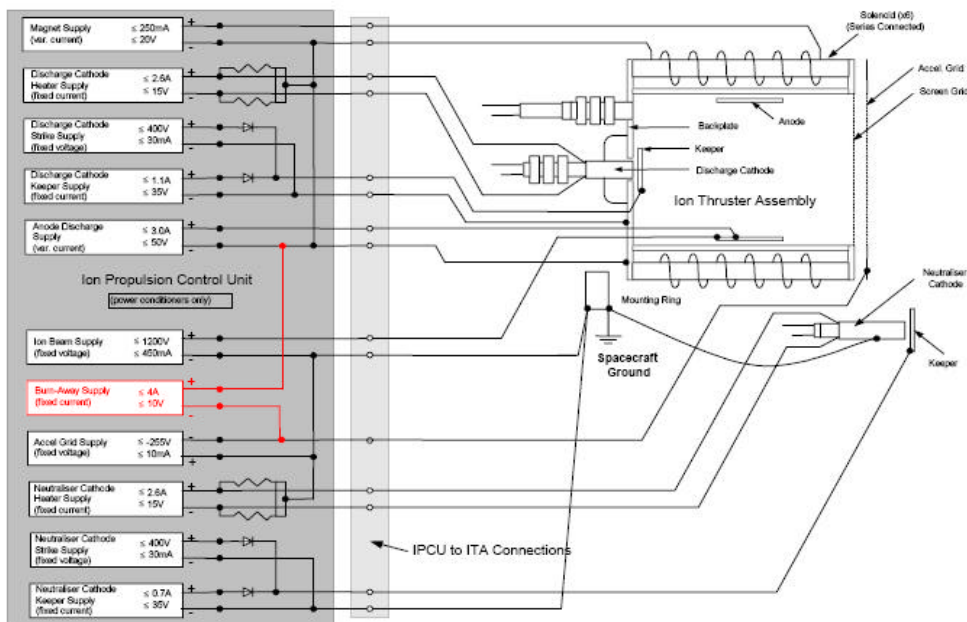 Magnet Supply
(var. current)
≤ 250mA
≤ 20V
+
-
Discharge Cathode
Heater Supply
(fixed current)
≤ 2.6A
≤ 15V
+
-
Discharge Cathode
Strike Supply
(fixed voltage)
≤ 400V
≤ 30mA
+
-
Discharge Cathode
Keeper Supply
(fixed current)
≤ 1.1A
≤ 35V
+
-
Anode Discharge
Supply
(var. current)
≤ 3.0A
≤ 50V
+
-
Ion Propulsion Control Unit
(power conditioners only)
Ion Beam Supply
(fixed voltage)
≤ 1200V
≤ 450mA
+
-
Burn-Away Supply
(fixed current)
≤ 4A
≤ 10V
+
-
Accel Grid Supply
(fixed voltage)
≤ -255V
≤ 10mA
-
+
Neutraliser Cathode
Heater Supply
(fixed current)
≤ 2.6A
≤ 15V
+
-
Neutraliser Cathode
Strike Supply
(fixed voltage)
≤ 400V
≤ 30mA
+
-
Neutraliser Cathode
Keeper Supply
(fixed current)
≤ 0.7A
≤ 35V
+
-
IPCU to ITA Connections
Solenoid (x6)
(Series Connected)
Accel. Grid
Screen Grid
Anode
Backplate
Keeper
Discharge Cathode
Ion Thruster Assembly
Mounting Ring
Spacecraft
Ground
Neutraliser
Cathode
Keeper